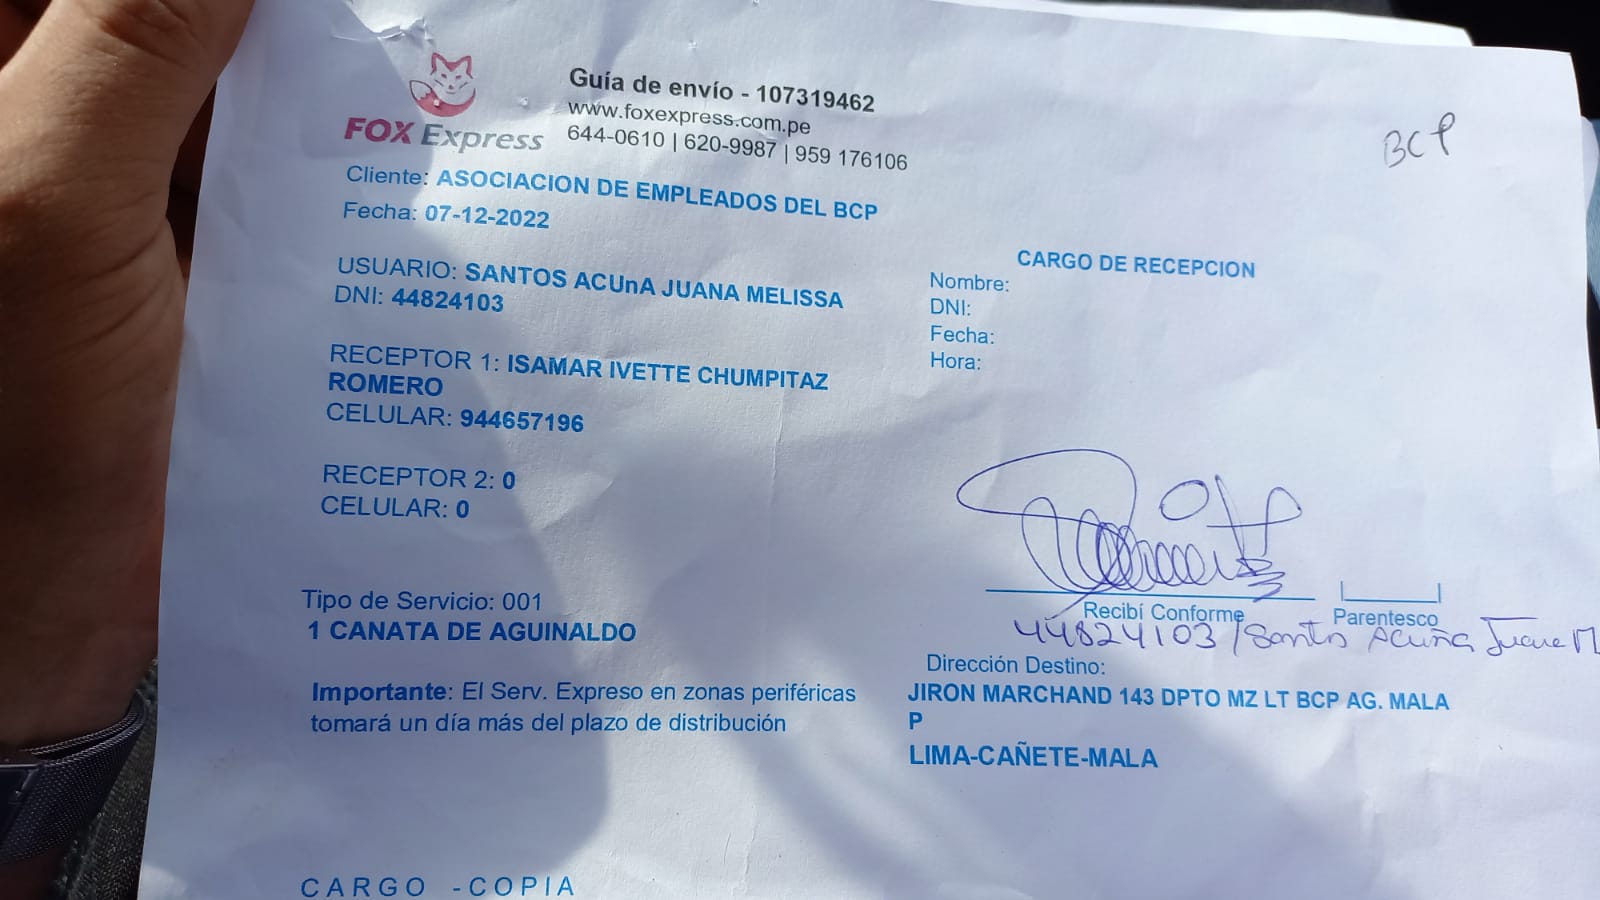 FOX Express
Guía de envío - 107319462
www.foxexpress.com.pe
644-0610 | 620-9987 | 959 176106
BCP
Cliente: ASOCIACION DE EMPLEADOS DEL BCP
Fecha: 07-12-2022
USUARIO: SANTOS ACUnA JUANA MELISSA
DNI: 44824103
RECEPTOR 1: ISAMAR IVETTE CHUMPITAZ
ROMERO
CELULAR: 944657196
RECEPTOR 2: 0
CELULAR: 0
CARGO DE RECEPCION
Nombre:
DNI:
Fecha:
Hora:
Tipo de Servicio: 001
1 CANATA DE AGUINALDO
Importante: El Serv. Expreso en zonas periféricas
tomará un día más del plazo de distribución
Recibí Conforme
Parentesco
44824103 / Santos Acuña Juana M
Dirección Destino:
JIRON MARCHAND 143 DPTO MZ LT BCP AG. MALA
P
LIMA-CAÑETE-MALA
CARGO - COPIA